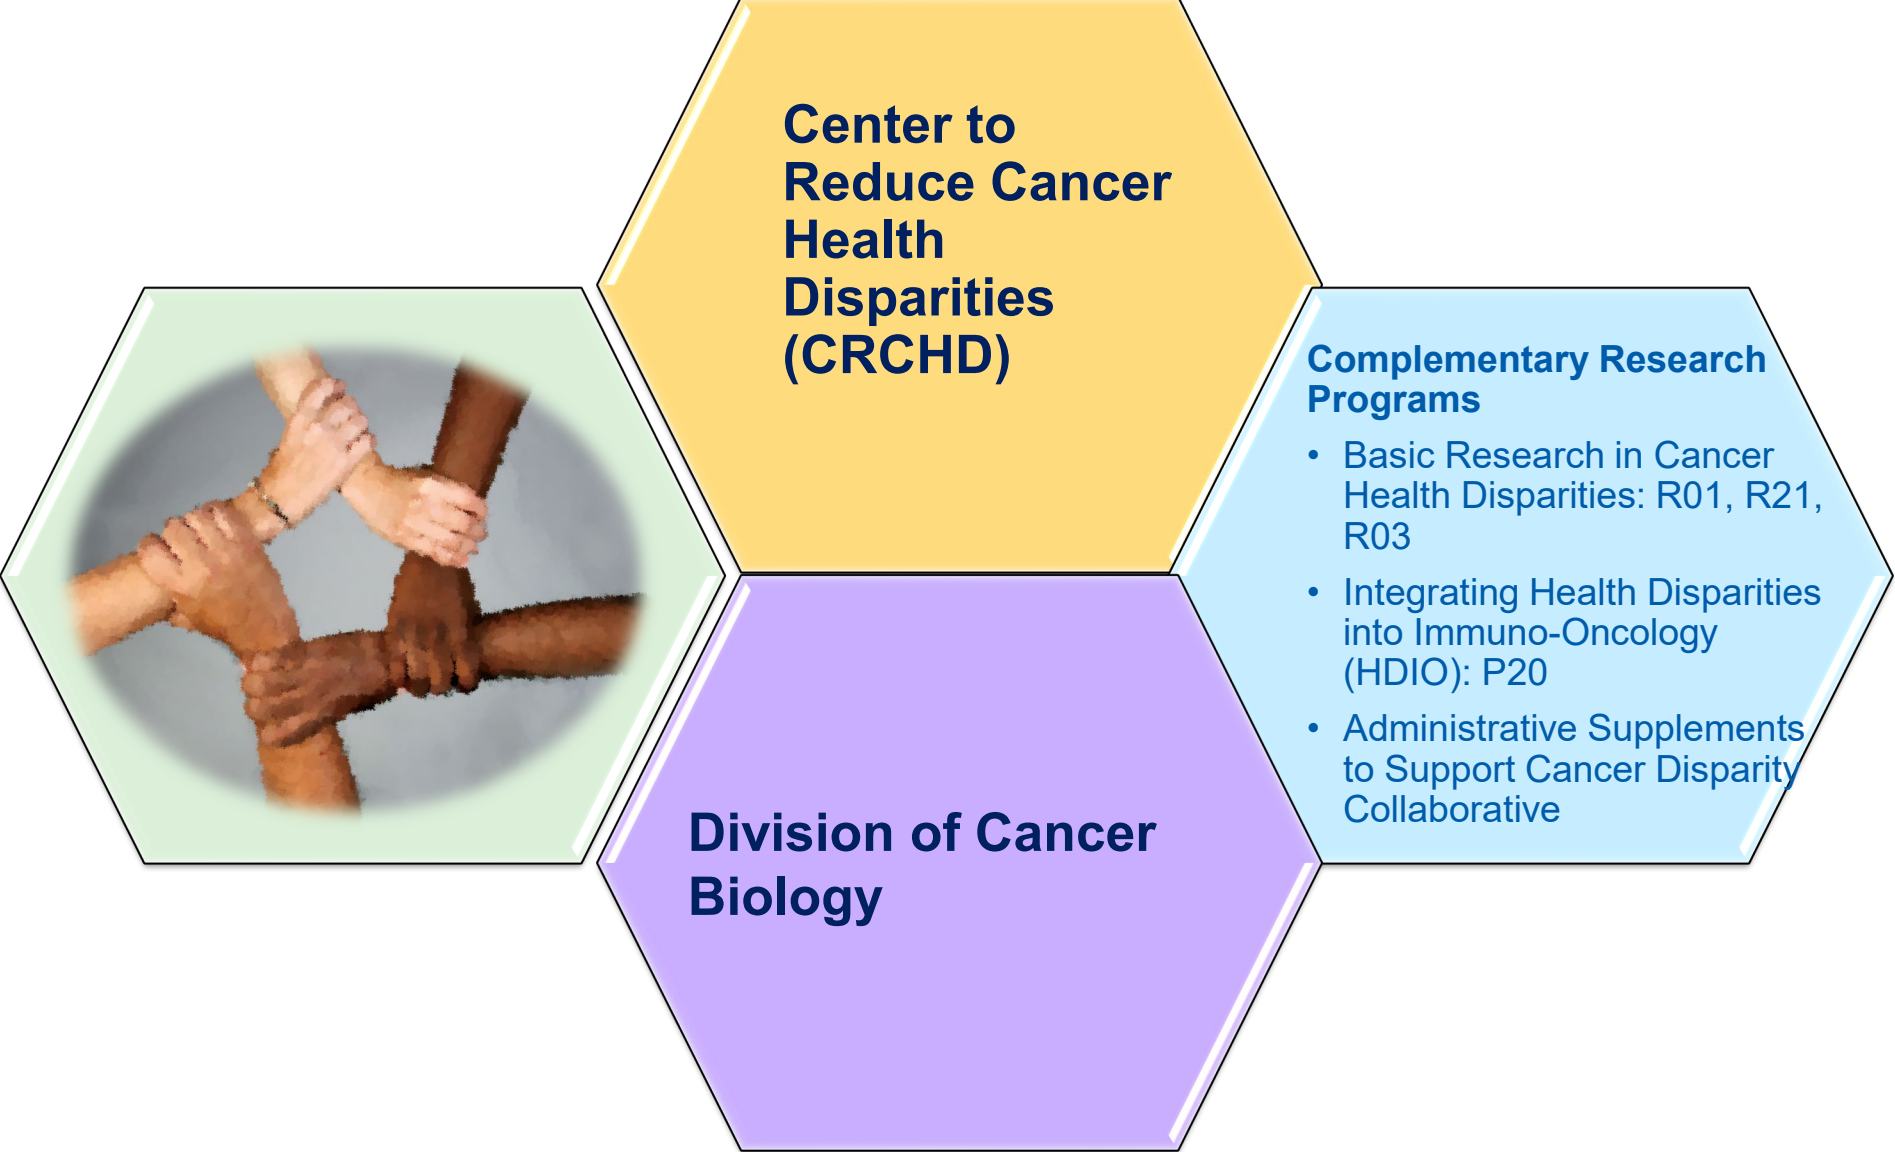 Center to
Reduce Cancer
Health
Disparities
(CRCHD)
Complementary Research
Programs
• Basic Research in Cancer
Health Disparities: R01, R21,
R03
• Integrating Health Disparities
into Immuno-Oncology
(HDIO): P20
• Administrative Supplements
to Support Cancer Disparity
Collaborative
Division of Cancer
Biology